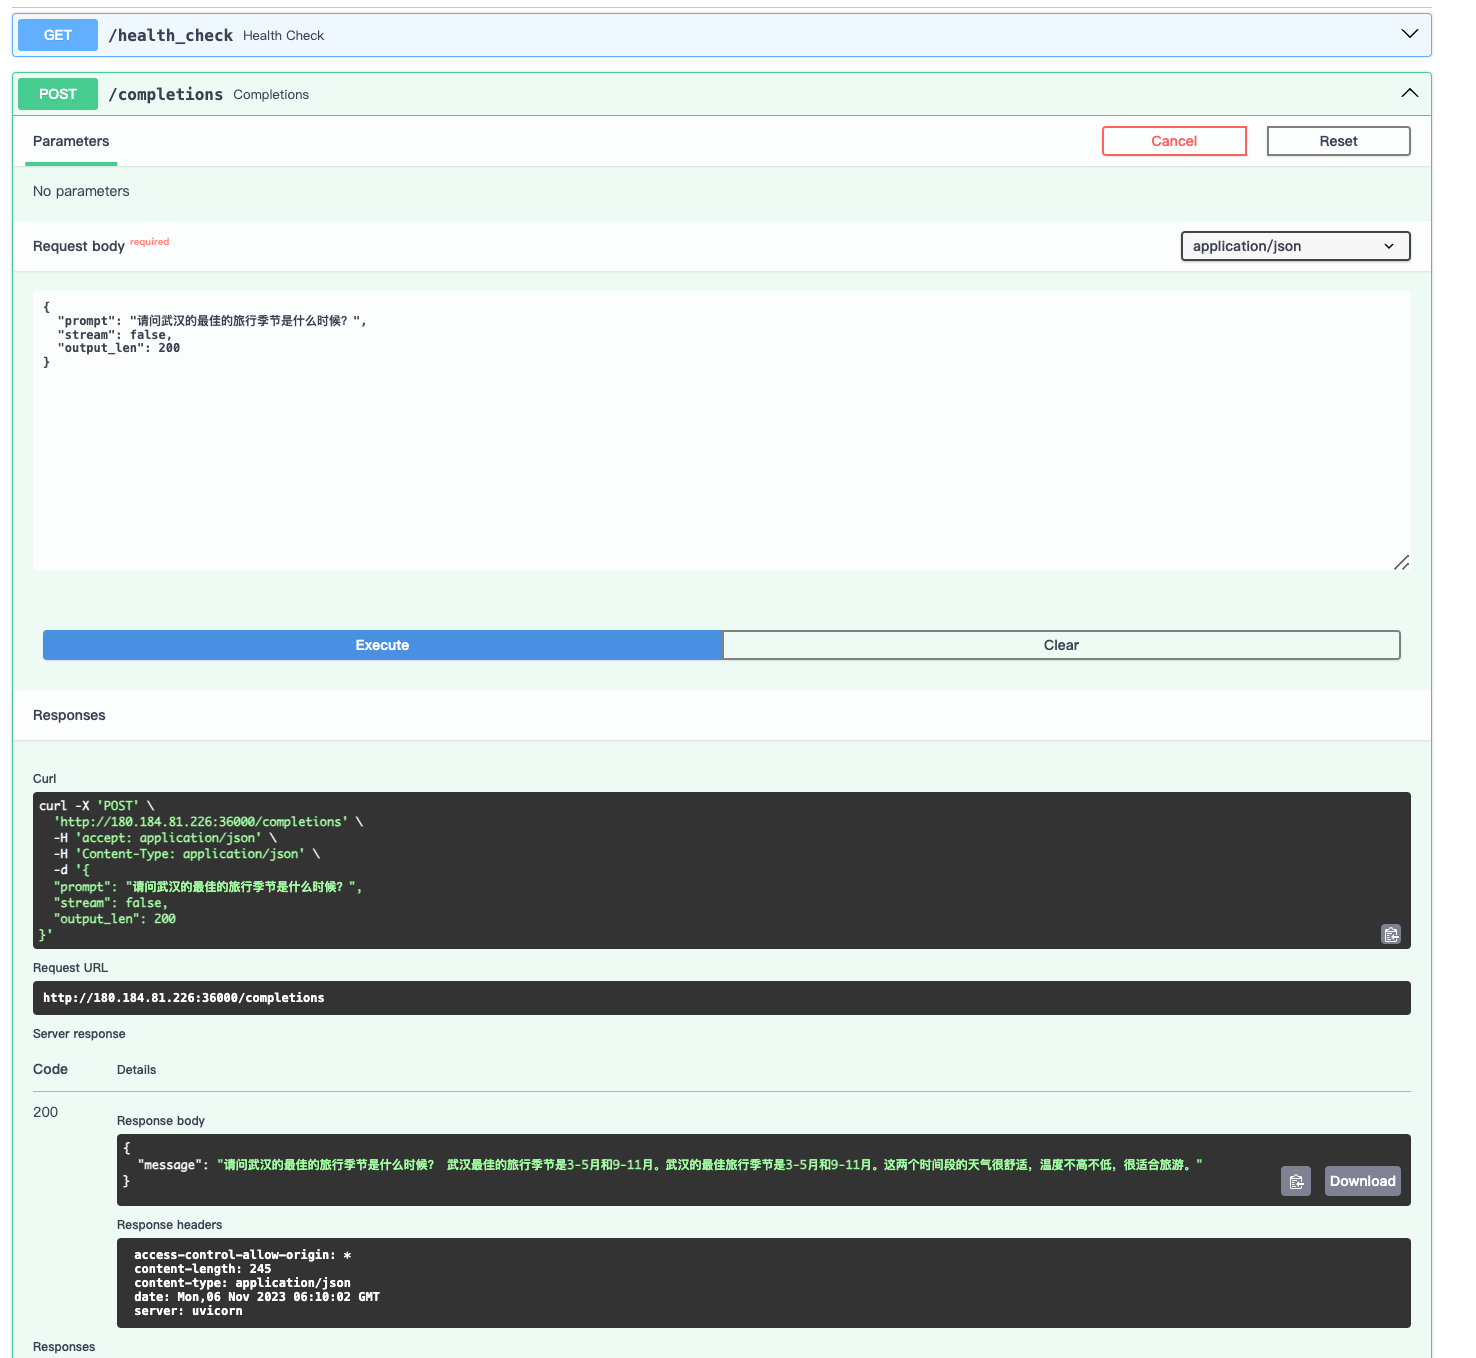 GET /health_check Health Check
POST /completions Completions
Parameters Cancel Reset
No parameters
Request body required application/json
{
  "prompt": "请问武汉的最佳的旅行季节是什么时候？",
  "stream": false,
  "output_len": 200
}
Execute Clear
Responses
Curl
curl -X 'POST' \
  'http://180.184.81.226:36000/completions' \
  -H 'accept: application/json' \
  -H 'Content-Type: application/json' \
  -d '{
  "prompt": "请问武汉的最佳的旅行季节是什么时候？",
  "stream": false,
  "output_len": 200
}'
Request URL
http://180.184.81.226:36000/completions
Server response
Code Details
200
Response body
{
  "message": "请问武汉的最佳的旅行季节是什么时候？ 武汉最佳的旅行季节是3-5月和9-11月。武汉的最佳旅行季节是3-5月和9-11月。这两个时间段的天气很舒适，温度不高不低，很适合旅游。"
}
Download
Response headers
access-control-allow-origin: *
content-length: 245
content-type: application/json
date: Mon,06 Nov 2023 06:10:02 GMT
server: uvicorn
Responses